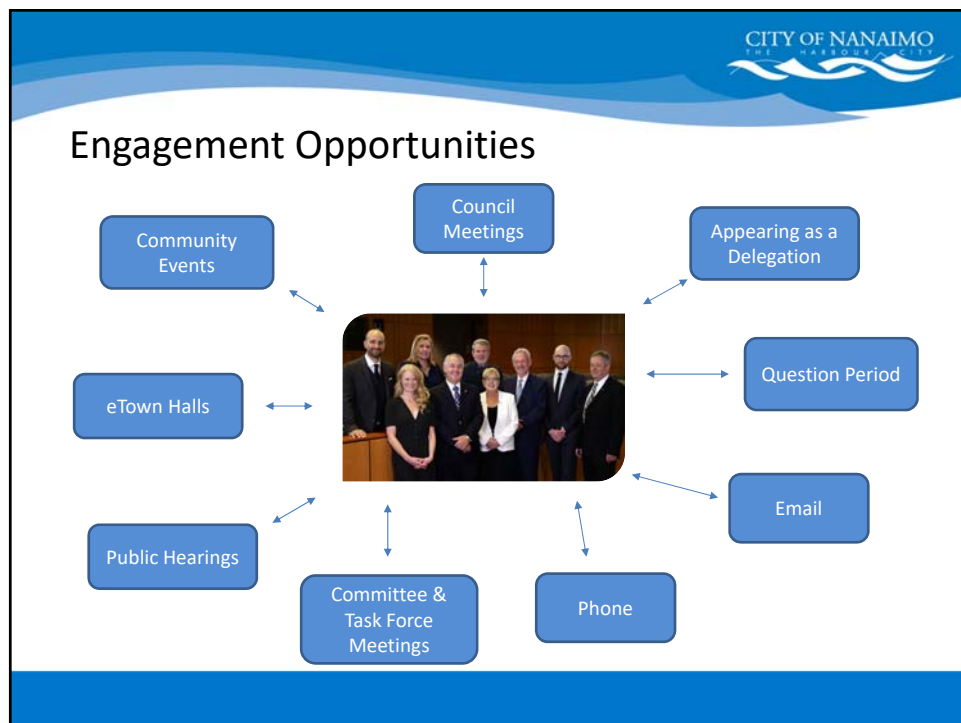 CITY OF NANAIMO
THE HARBOUR CITY
Engagement Opportunities
Council
Meetings
Community
Events
Appearing as a
Delegation
eTown Halls
Question Period
Public Hearings
Email
Committee &
Task Force
Meetings
Phone